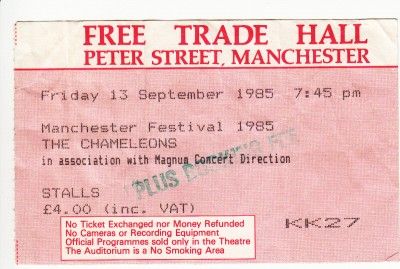 FREE TRADE HALL
PETER STREET, MANCHESTER
Friday 13 September 1985 7:45 pm
Manchester Festival 1985
THE CHAMELEONS
in association with Magnum Concert Direction
PLUS BOOKING FEE
STALLS
£4.00 (inc. VAT)
KK27
No Ticket Exchanged nor Money Refunded
No Cameras or Recording Equipment
Official Programmes sold only in the Theatre
The Auditorium is a No Smoking Area